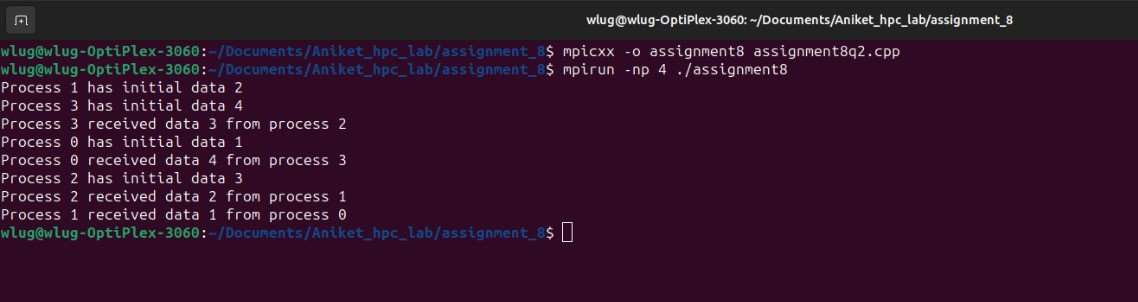 wlug@wlug-OptiPlex-3060: ~/Documents/Aniket_hpc_lab/assignment_8
wlug@wlug-OptiPlex-3060:~/Documents/Aniket_hpc_lab/assignment_8$ mpicxx -o assignment8 assignment8q2.cpp
wlug@wlug-OptiPlex-3060:~/Documents/Aniket_hpc_lab/assignment_8$ mpirun -np 4 ./assignment8
Process 1 has initial data 2
Process 3 has initial data 4
Process 3 received data 3 from process 2
Process 0 has initial data 1
Process 0 received data 4 from process 3
Process 2 has initial data 3
Process 2 received data 2 from process 1
Process 1 received data 1 from process 0
wlug@wlug-OptiPlex-3060:~/Documents/Aniket_hpc_lab/assignment_8$